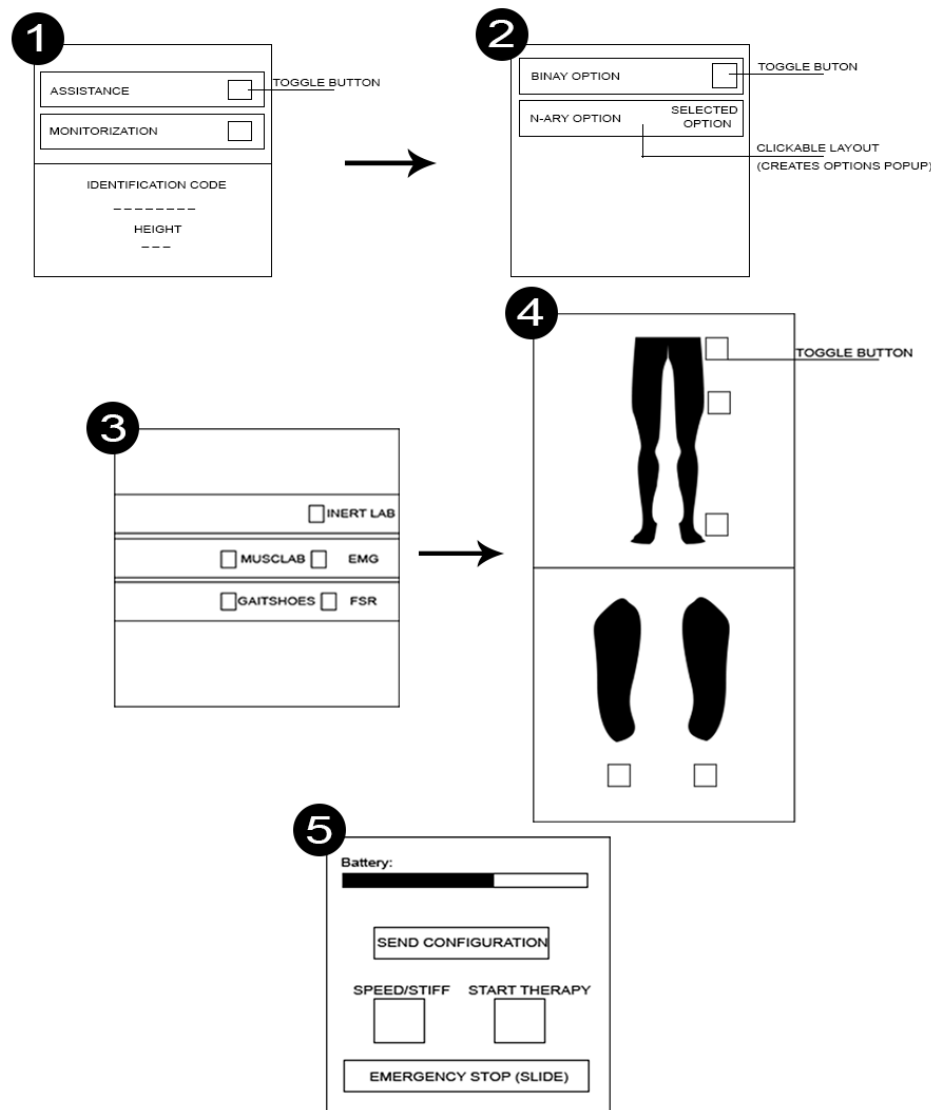 1
ASSISTANCE
TOGGLE BUTTON
MONITORIZATION
IDENTIFICATION CODE
_ _ _ _ _ _ _ _
HEIGHT
_ _ _
2
BINAY OPTION
TOGGLE BUTON
N-ARY OPTION
SELECTED
OPTION
CLICKABLE LAYOUT
(CREATES OPTIONS POPUP)
3
INERT LAB
MUSCLAB EMG
GAITSHOES FSR
4
TOGGLE BUTTON
5
Battery:
SEND CONFIGURATION
SPEED/STIFF START THERAPY
EMERGENCY STOP (SLIDE)